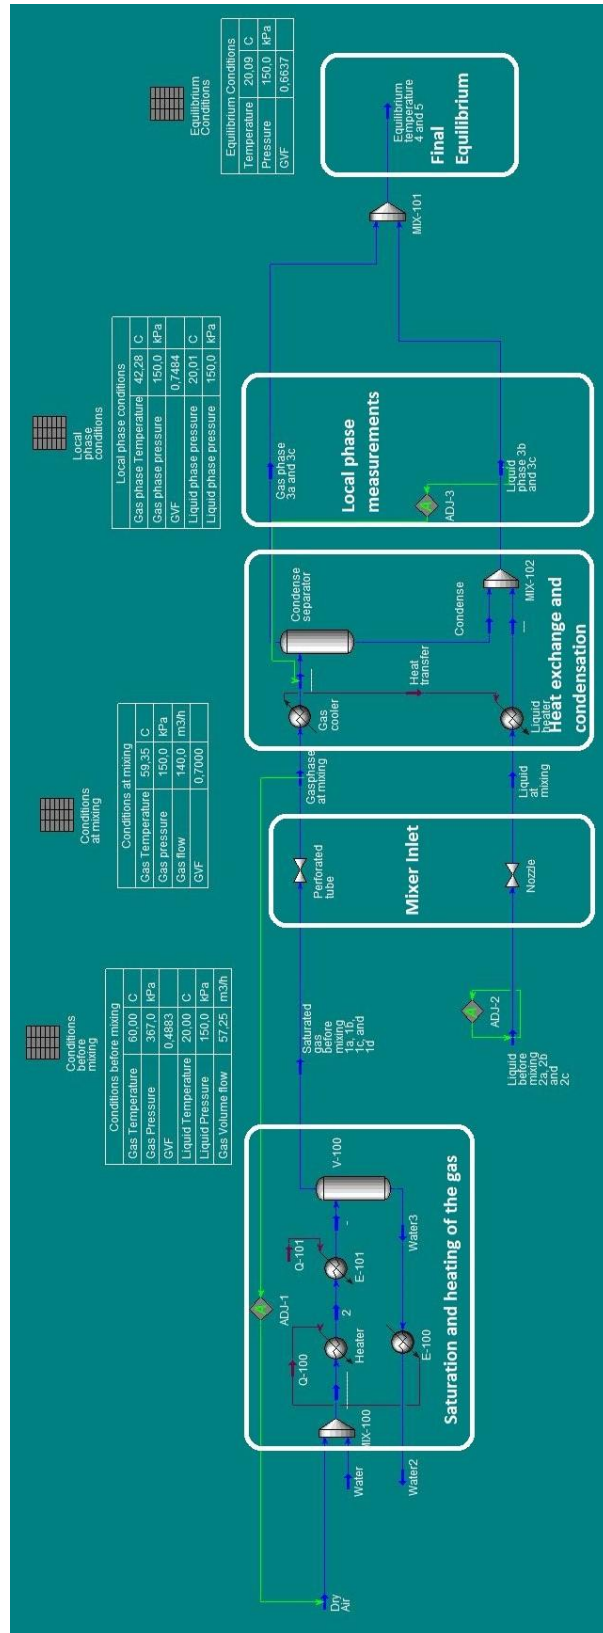 Conditions
before
mixing
Conditions before mixing
Gas Temperature 60,00 C
Gas Pressure 367,0 kPa
GVF 0,4883
Liquid Temperature 20,00 C
Liquid Pressure 150,0 kPa
Gas Volume flow 57,25 m3/h
Conditions
at mixing
Conditions at mixing
Gas Temperature 59,35 C
Gas pressure 150,0 kPa
Gas flow 140,0 m3/h
GVF 0,7000
Local
phase
conditions
Local phase conditions
Gas phase Temperature 42,28 C
Gas phase pressure 150,0 kPa
GVF 0,7484
Liquid phase pressure 20,01 C
Liquid phase pressure 150,0 kPa
Equilibrium
Conditions
Equilibrium Conditions
Temperature 20,09 C
Pressure 150,0 kPa
GVF 0,6637
Dry
Air
Water
Water2
MIX-100
ADJ-1
Q-100
Heater
2
Q-101
E-101
V-100
Water3
E-100
Saturation and heating of the gas
Saturated
gas
before
mixing
1a, 1b,
1c, and
1d
Liquid
before
mixing
2a, 2b
and
2c
ADJ-2
Perforated
tube
Mixer Inlet
Nozzle
Gasphase
at mixing
Liquid
at
mixing
Gas
cooler
Condense
separator
Heat
transfer
Condense
Liquid
heater
MIX-102
Heat exchange and
condensation
Gas phase
3a and 3c
Local phase
measurements
ADJ-3
Liquid
phase 3b
and 3c
MIX-101
Equilibrium
temperature
4 and 5
Final
Equilibrium